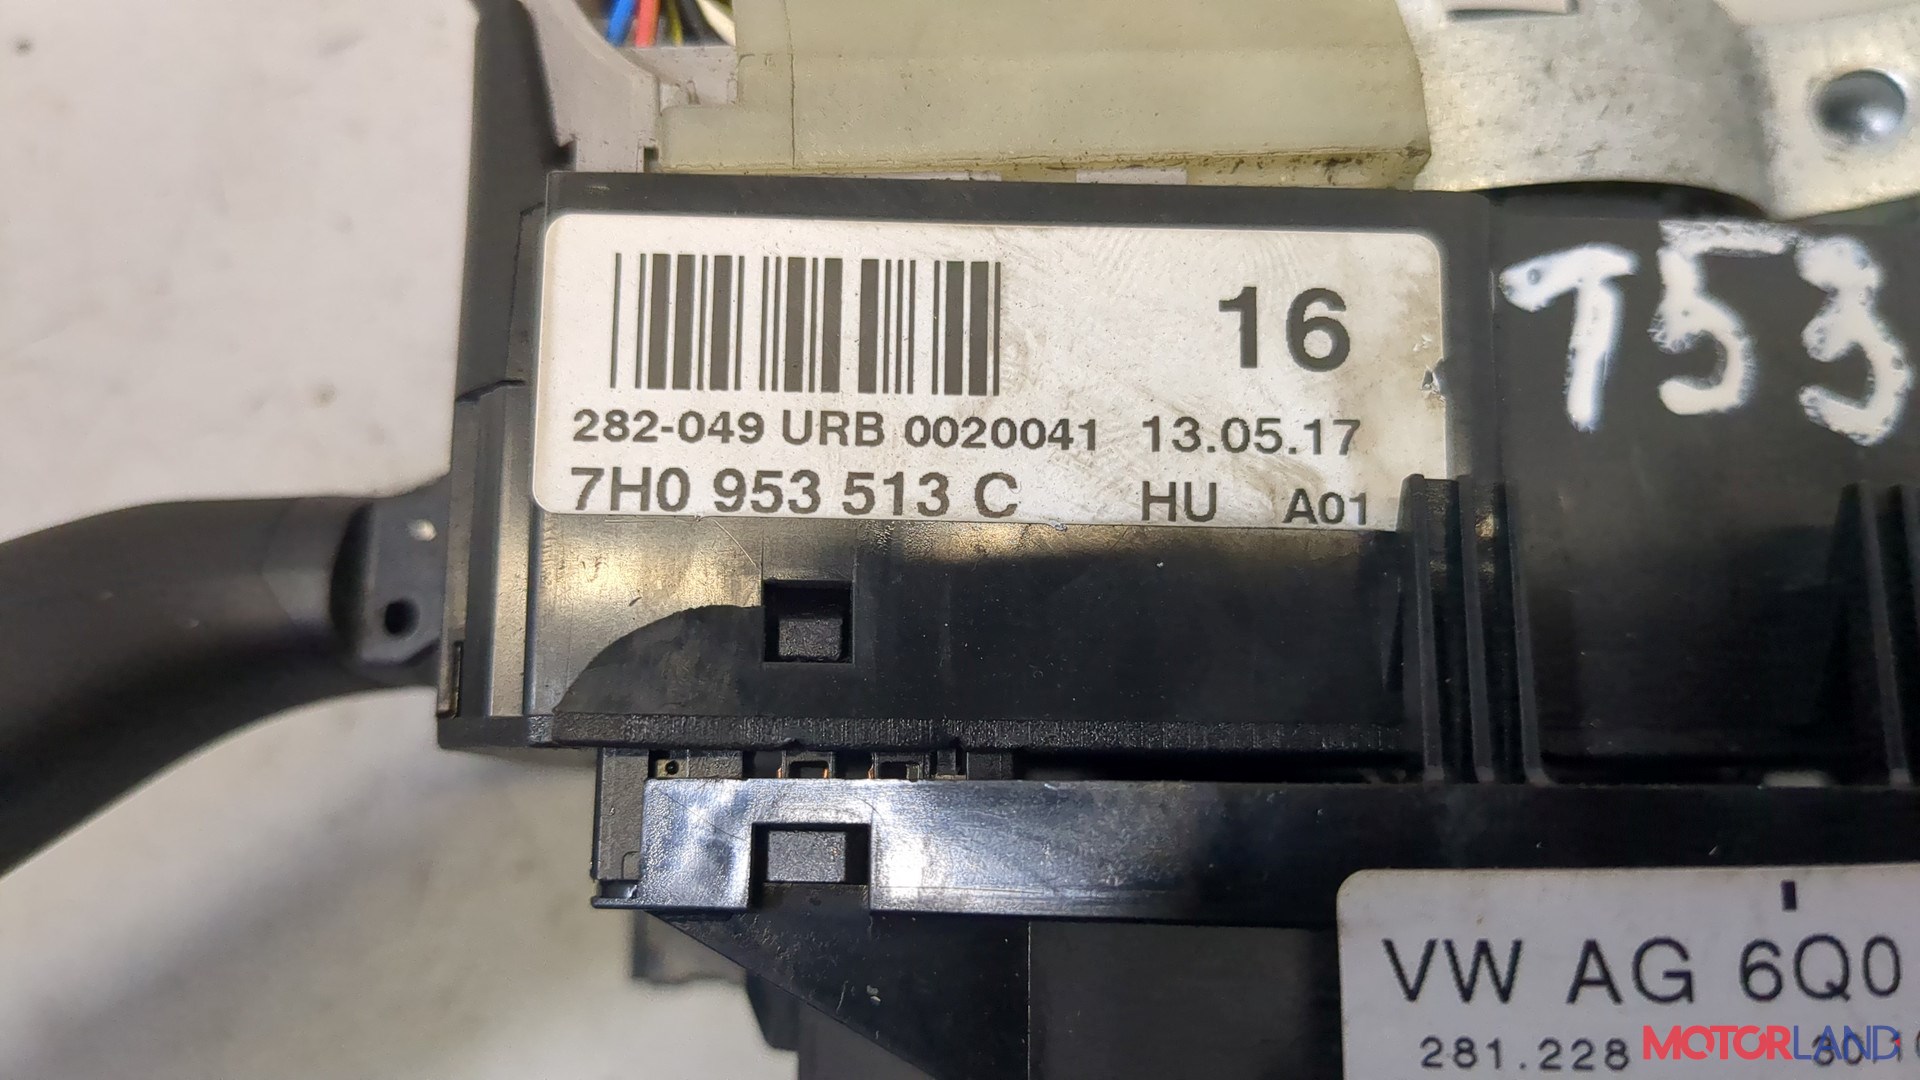 16
T53
282-049 URB 0020041 13.05.17
7H0 953 513 C HU A01
VW AG 6Q0
281.228
MOTORLAND